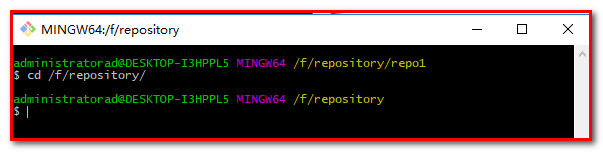 MINGW64:/f/repository
administratorad@DESKTOP-I3HPPL5 MINGW64 /f/repository/repo1
$ cd /f/repository/
administratorad@DESKTOP-I3HPPL5 MINGW64 /f/repository
$